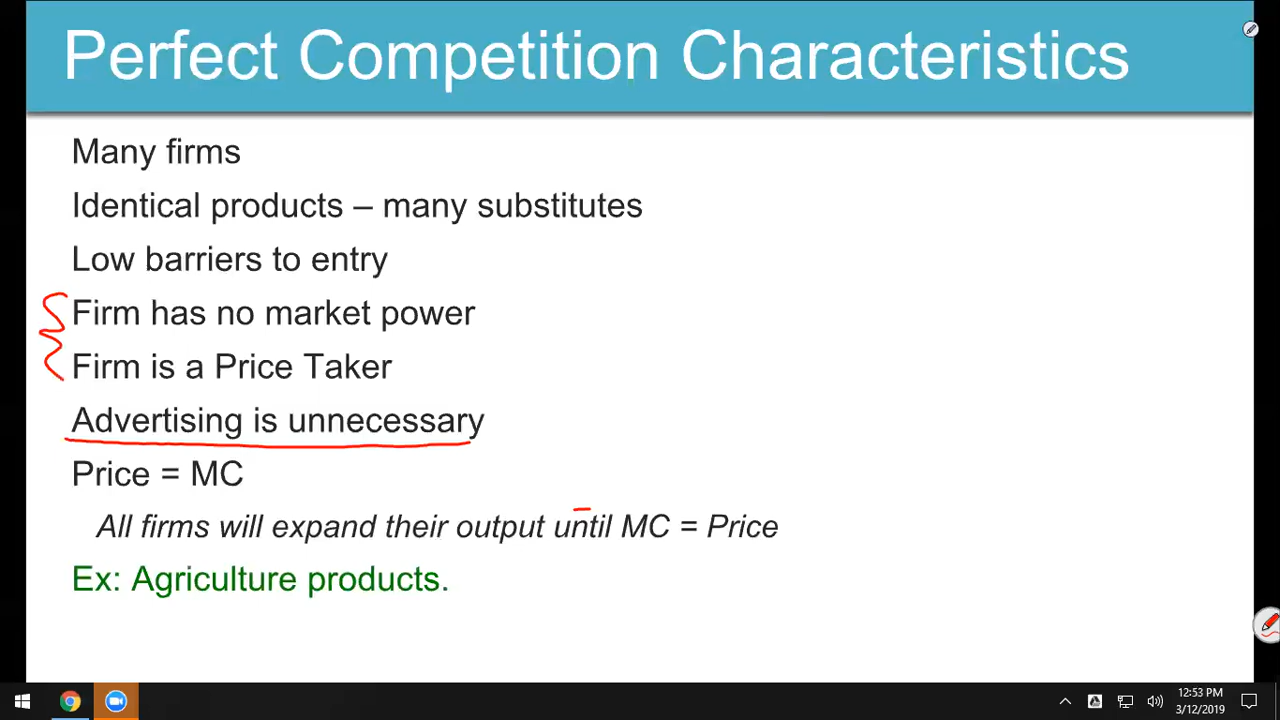 Perfect Competition Characteristics
Many firms
Identical products – many substitutes
Low barriers to entry
Firm has no market power
Firm is a Price Taker
Advertising is unnecessary
Price = MC
All firms will expand their output until MC = Price
Ex: Agriculture products.
12:53 PM
3/12/2019